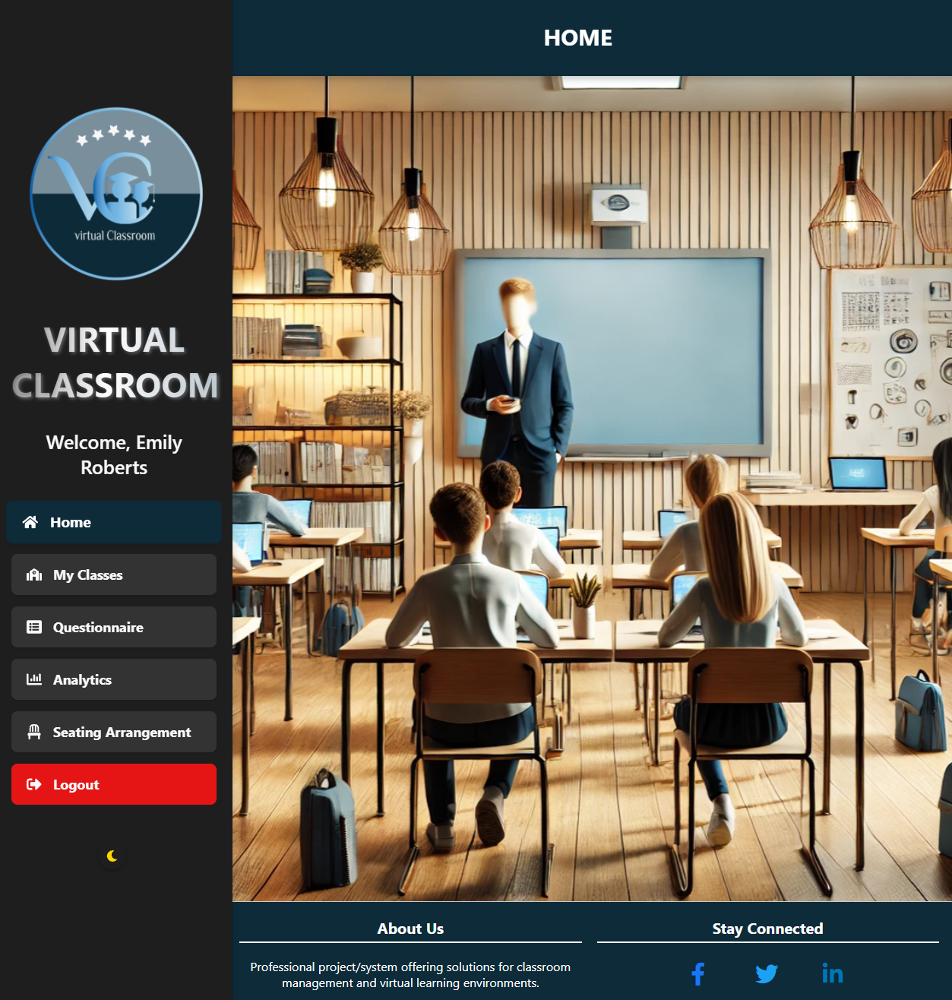 HOME
VC
virtual Classroom
VIRTUAL
CLASSROOM
Welcome, Emily
Roberts
Home
My Classes
Questionnaire
Analytics
Seating Arrangement
Logout
About Us
Professional project/system offering solutions for classroom
management and virtual learning environments.
Stay Connected